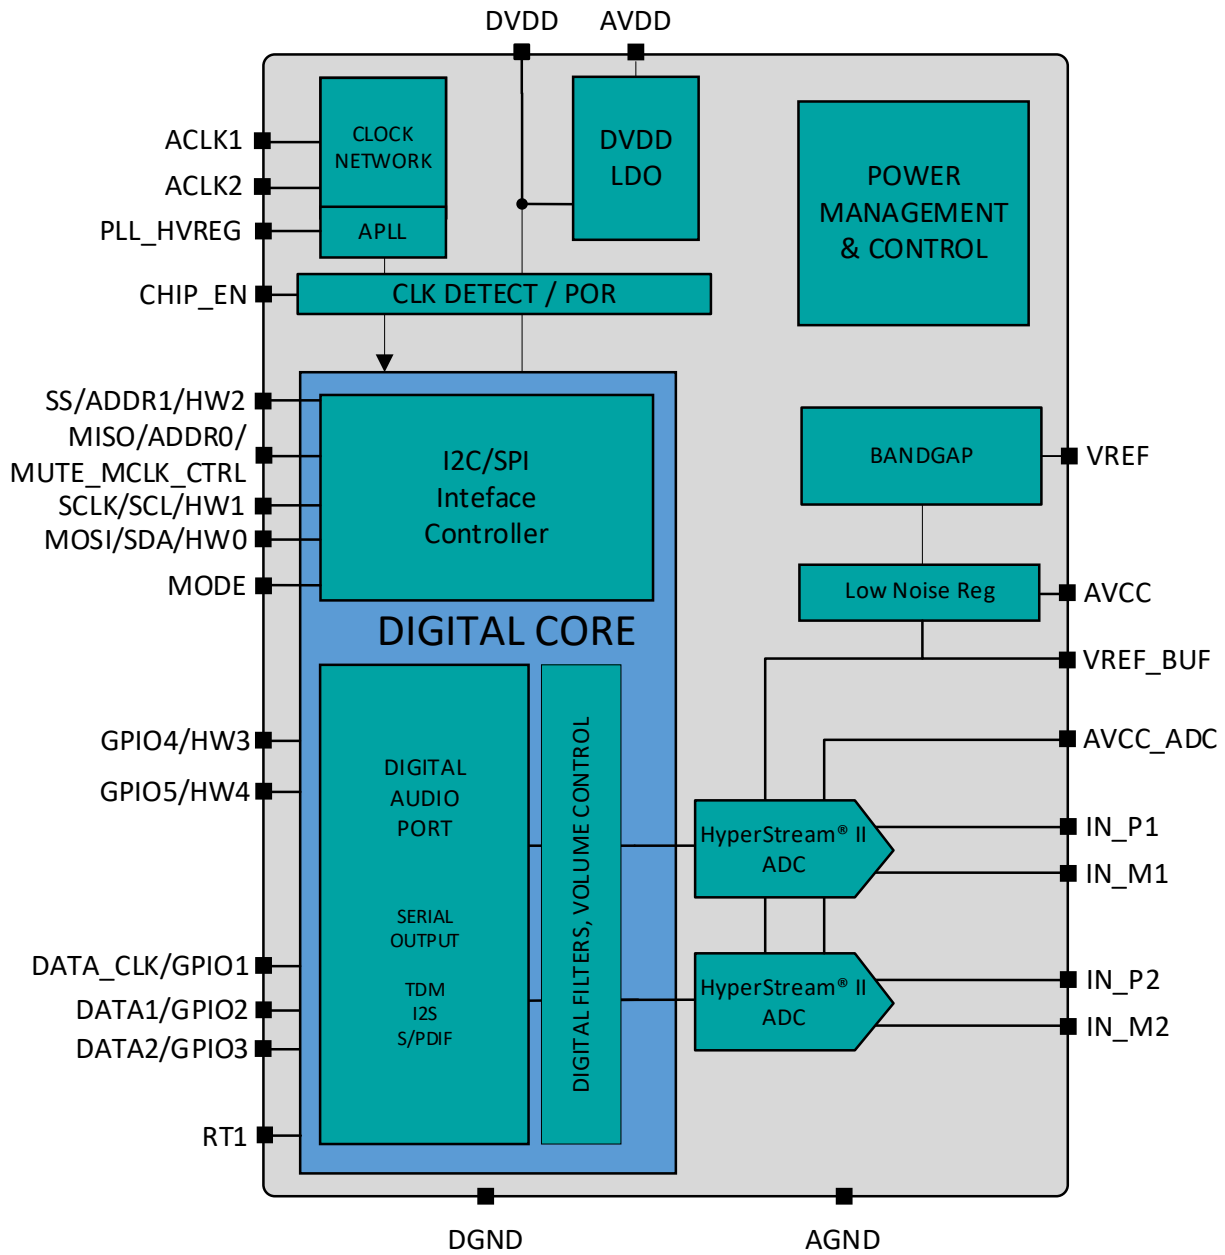 DVDD
AVDD
ACLK1
ACLK2
PLL_HVREG
CHIP_EN
CLOCK
NETWORK
APLL
DVDD
LDO
POWER
MANAGEMENT
& CONTROL
CLK DETECT / POR
SS/ADDR1/HW2
MISO/ADDR0/
MUTE_MCLK_CTRL
SCLK/SCL/HW1
MOSI/SDA/HW0
MODE
I2C/SPI
Inteface
Controller
DIGITAL CORE
BANDGAP
VREF
Low Noise Reg
AVCC
VREF_BUF
AVCC_ADC
GPIO4/HW3
GPIO5/HW4
DIGITAL
AUDIO
PORT
SERIAL
OUTPUT
TDM
I2S
S/PDIF
DIGITAL FILTERS, VOLUME CONTROL
HyperStream® II
ADC
IN_P1
IN_M1
HyperStream® II
ADC
IN_P2
IN_M2
DATA_CLK/GPIO1
DATA1/GPIO2
DATA2/GPIO3
RT1
DGND
AGND